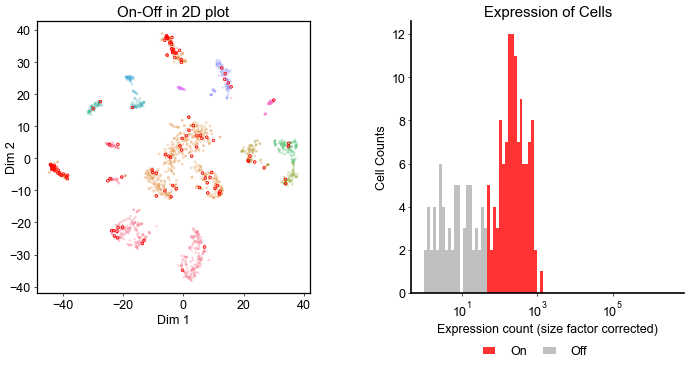 On-Off in 2D plot
40
30
20
10
0
−10
−20
−30
−40
Dim 2
−40 −20 0 20 40
Dim 1
Expression of Cells
12
10
8
6
4
2
0
Cell Counts
10^1 10^3 10^5
Expression count (size factor corrected)
On Off